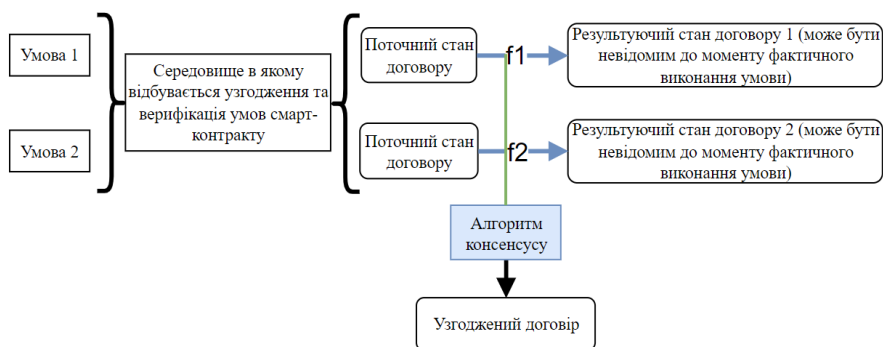 Умова 1
Умова 2
Середовище в якому
відбувається узгодження та
верифікація умов смарт-
контракту
Поточний стан
договору
f1
Результуючий стан договору 1 (може бути
невідомим до моменту фактичного
виконання умови)
Поточний стан
договору
f2
Результуючий стан договору 2 (може бути
невідомим до моменту фактичного
виконання умови)
Алгоритм
консенсусу
Узгоджений договір